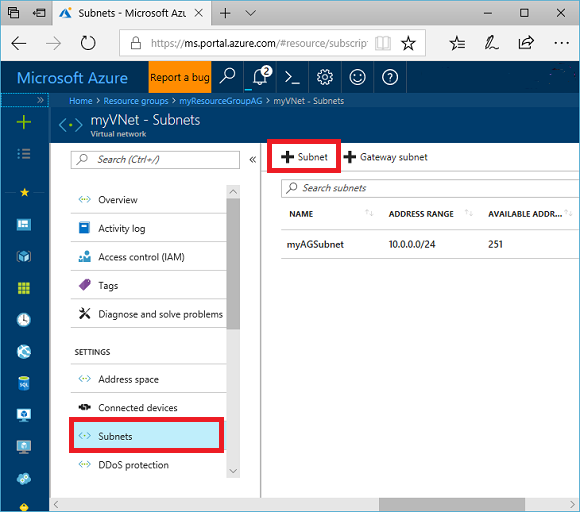 Subnets - Microsoft Azure
https://ms.portal.azure.com/#resource/subscript
Microsoft Azure
Report a bug
2
Home > Resource groups > myResourceGroupAG > myVNet - Subnets
myVNet - Subnets
Virtual network
Search (Ctrl+/)
Subnet
Gateway subnet
Search subnets
NAME
ADDRESS RANGE
AVAILABLE ADDR...
myAGSubnet
10.0.0.0/24
251
Overview
Activity log
Access control (IAM)
Tags
Diagnose and solve problems
SETTINGS
Address space
Connected devices
Subnets
DDoS protection
SQL